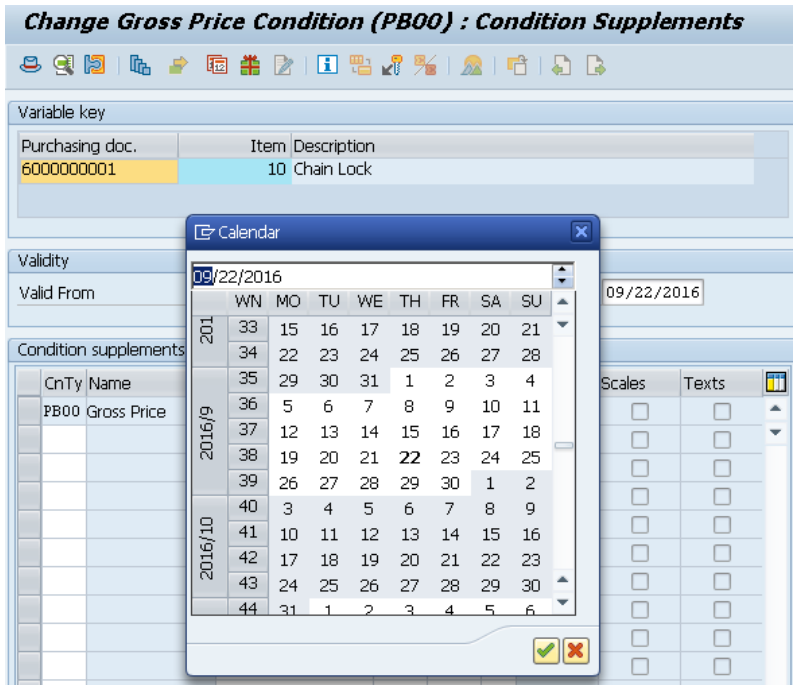 Change Gross Price Condition (PB00) : Condition Supplements
12
Variable key
Purchasing doc. Item Description
6000000001 10 Chain Lock
Calendar
Validity
09/22/2016
Valid From 09/22/2016
WN MO TU WE TH FR SA SU
201 33 15 16 17 18 19 20 21
34 22 23 24 25 26 27 28
Condition supplements
2016/9 35 29 30 31 1 2 3 4
CnTy Name Scales Texts
36 5 6 7 8 9 10 11
PB00 Gross Price
37 12 13 14 15 16 17 18
38 19 20 21 22 23 24 25
39 26 27 28 29 30 1 2
2016/10 40 3 4 5 6 7 8 9
41 10 11 12 13 14 15 16
42 17 18 19 20 21 22 23
43 24 25 26 27 28 29 30
44 31 1 2 3 4 5 6